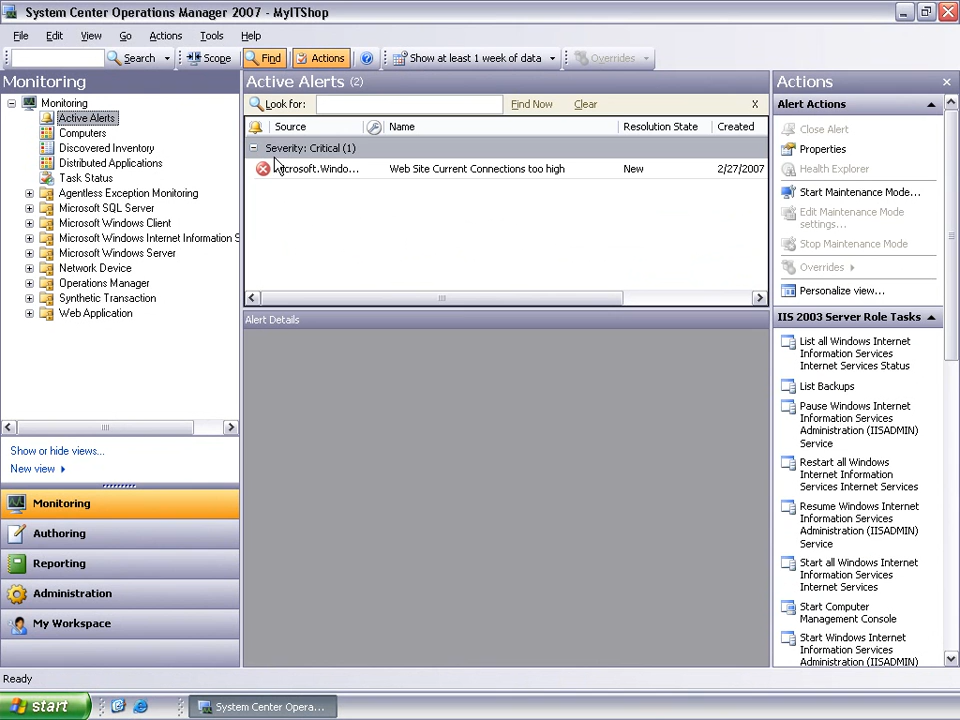 System Center Operations Manager 2007 - MyITShop
File Edit View Go Actions Tools Help
Search Scope Find Actions Show at least 1 week of data Overrides
Monitoring
Monitoring
Active Alerts
Computers
Discovered Inventory
Distributed Applications
Task Status
Agentless Exception Monitoring
Microsoft SQL Server
Microsoft Windows Client
Microsoft Windows Internet Information S
Microsoft Windows Server
Network Device
Operations Manager
Synthetic Transaction
Web Application
Show or hide views...
New view
Monitoring
Authoring
Reporting
Administration
My Workspace
Active Alerts (2)
Look for: Find Now Clear X
Source Name Resolution State Created
Severity: Critical (1)
icrosoft.Windo... Web Site Current Connections too high New 2/27/2007
Alert Details
Actions
Alert Actions
Close Alert
Properties
Health Explorer
Start Maintenance Mode...
Edit Maintenance Mode
settings...
Stop Maintenance Mode
Overrides
Personalize view...
IIS 2003 Server Role Tasks
List all Windows Internet
Information Services
Internet Services Status
List Backups
Pause Windows Internet
Information Services
Administration (IISADMIN)
Service
Restart all Windows
Internet Information
Services Internet Services
Resume Windows Internet
Information Services
Administration (IISADMIN)
Service
Start all Windows Internet
Information Services
Internet Services
Start Computer
Management Console
Start Windows Internet
Information Services
Administration (IISADMIN)
Ready
start System Center Opera...